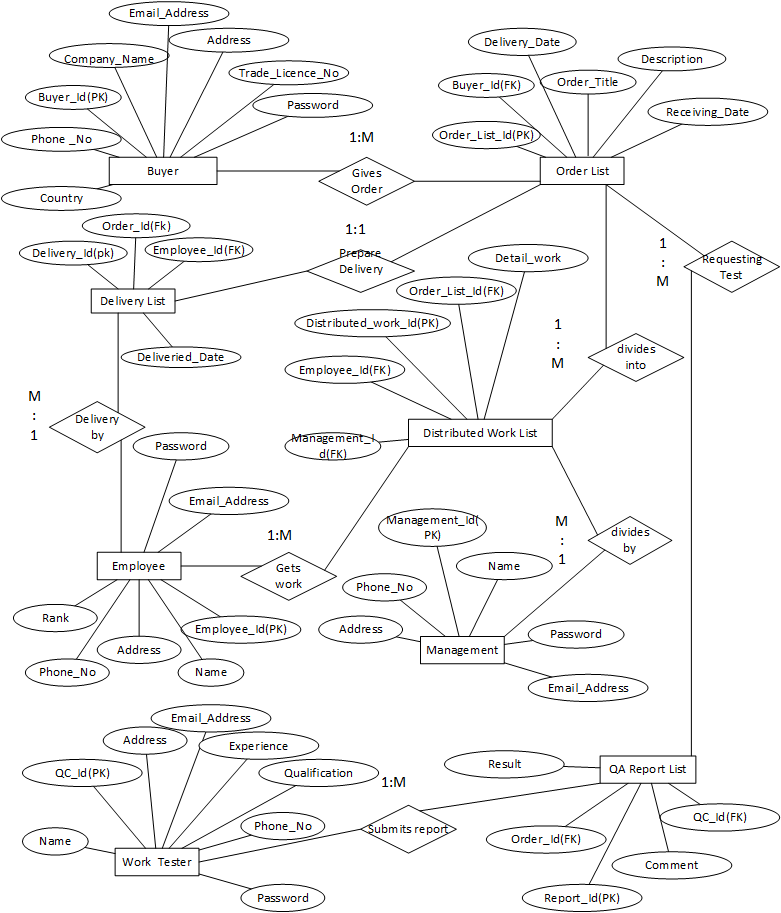 Email_Address
Address
Company_Name
Trade_Licence_No
Buyer_Id(PK)
Password
Phone _No
Buyer
Country
1:M
Gives
Order
Delivery_Date
Description
Buyer_Id(FK)
Order_Title
Receiving_Date
Order_List_Id(PK)
Order List
Order_Id(Fk)
Delivery_Id(pk)
Employee_Id(FK)
Delivery List
Deliveried_Date
1:1
Prepare
Delivery
1
:
M
Requesting
Test
Detail_work
Order_List_Id(FK)
Distributed_work_Id(PK)
Employee_Id(FK)
Management_I
d(FK)
Distributed Work List
1
:
M
divides
into
M
:
1
Delivery
by
Password
Email_Address
Employee
Rank
Employee_Id(PK)
Address
Phone_No
Name
1:M
Gets
work
M
:
1
divides
by
Management_Id(
PK)
Name
Phone_No
Address
Management
Password
Email_Address
Email_Address
Address
Experience
QC_Id(PK)
Qualification
Phone_No
Name
Work  Tester
Password
1:M
Submits report
Result
QA Report List
QC_Id(FK)
Order_Id(FK)
Comment
Report_Id(PK)